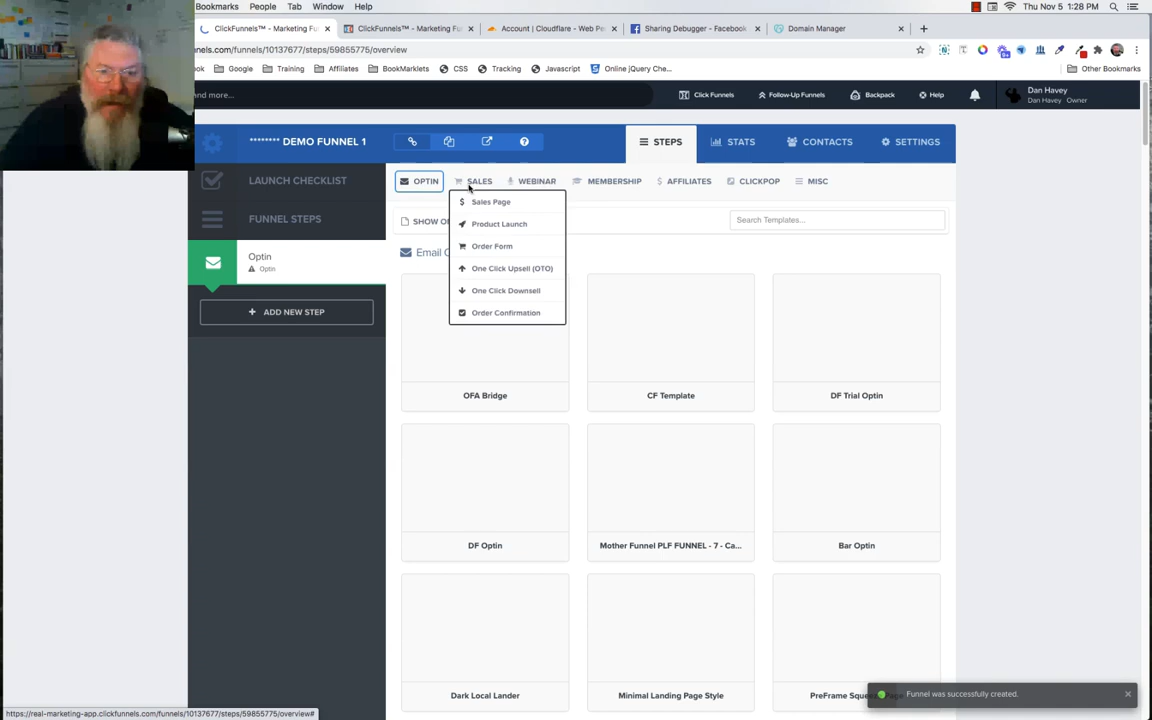 Bookmarks People Tab Window Help
Thu Nov 5 1:28 PM
ClickFunnels™ - Marketing Fu
ClickFunnels™ - Marketing Fu
Account | Cloudflare - Web Pe
Sharing Debugger - Facebook
Domain Manager
nels.com/funnels/10137677/steps/59855775/overview
ok Google Training Affiliates BookMarklets CSS Tracking Javascript Online jQuery Che... Other Bookmarks
nd more...
Click Funnels Follow-Up Funnels Backpack Help
Dan Havey
Dan Havey Owner
******** DEMO FUNNEL 1
STEPS STATS CONTACTS SETTINGS
LAUNCH CHECKLIST
FUNNEL STEPS
Optin
Optin
+ ADD NEW STEP
OPTIN SALES WEBINAR MEMBERSHIP AFFILIATES CLICKPOP MISC
Sales Page
Product Launch
Order Form
One Click Upsell (OTO)
One Click Downsell
Order Confirmation
SHOW O
Search Templates...
Email
OFA Bridge
CF Template
DF Trial Optin
DF Optin
Mother Funnel PLF FUNNEL - 7 - Ca...
Bar Optin
Dark Local Lander
Minimal Landing Page Style
PreFrame
Funnel was successfully created.
https://real-marketing-app.clickfunnels.com/funnels/10137677/steps/59855775/overview#